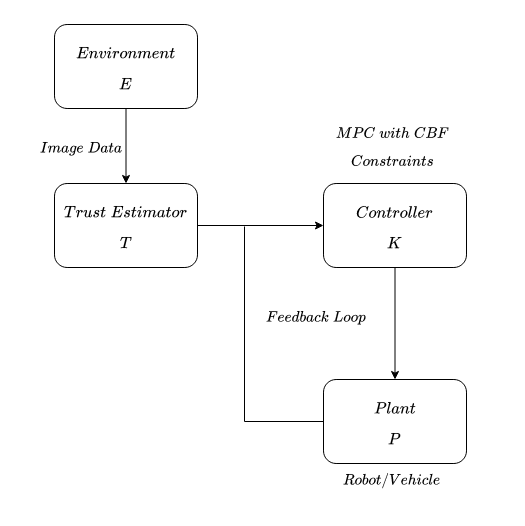 Environment
E
Image Data
MPC with CBF
Constraints
Trust Estimator
T
Controller
K
Feedback Loop
Plant
P
Robot/Vehicle